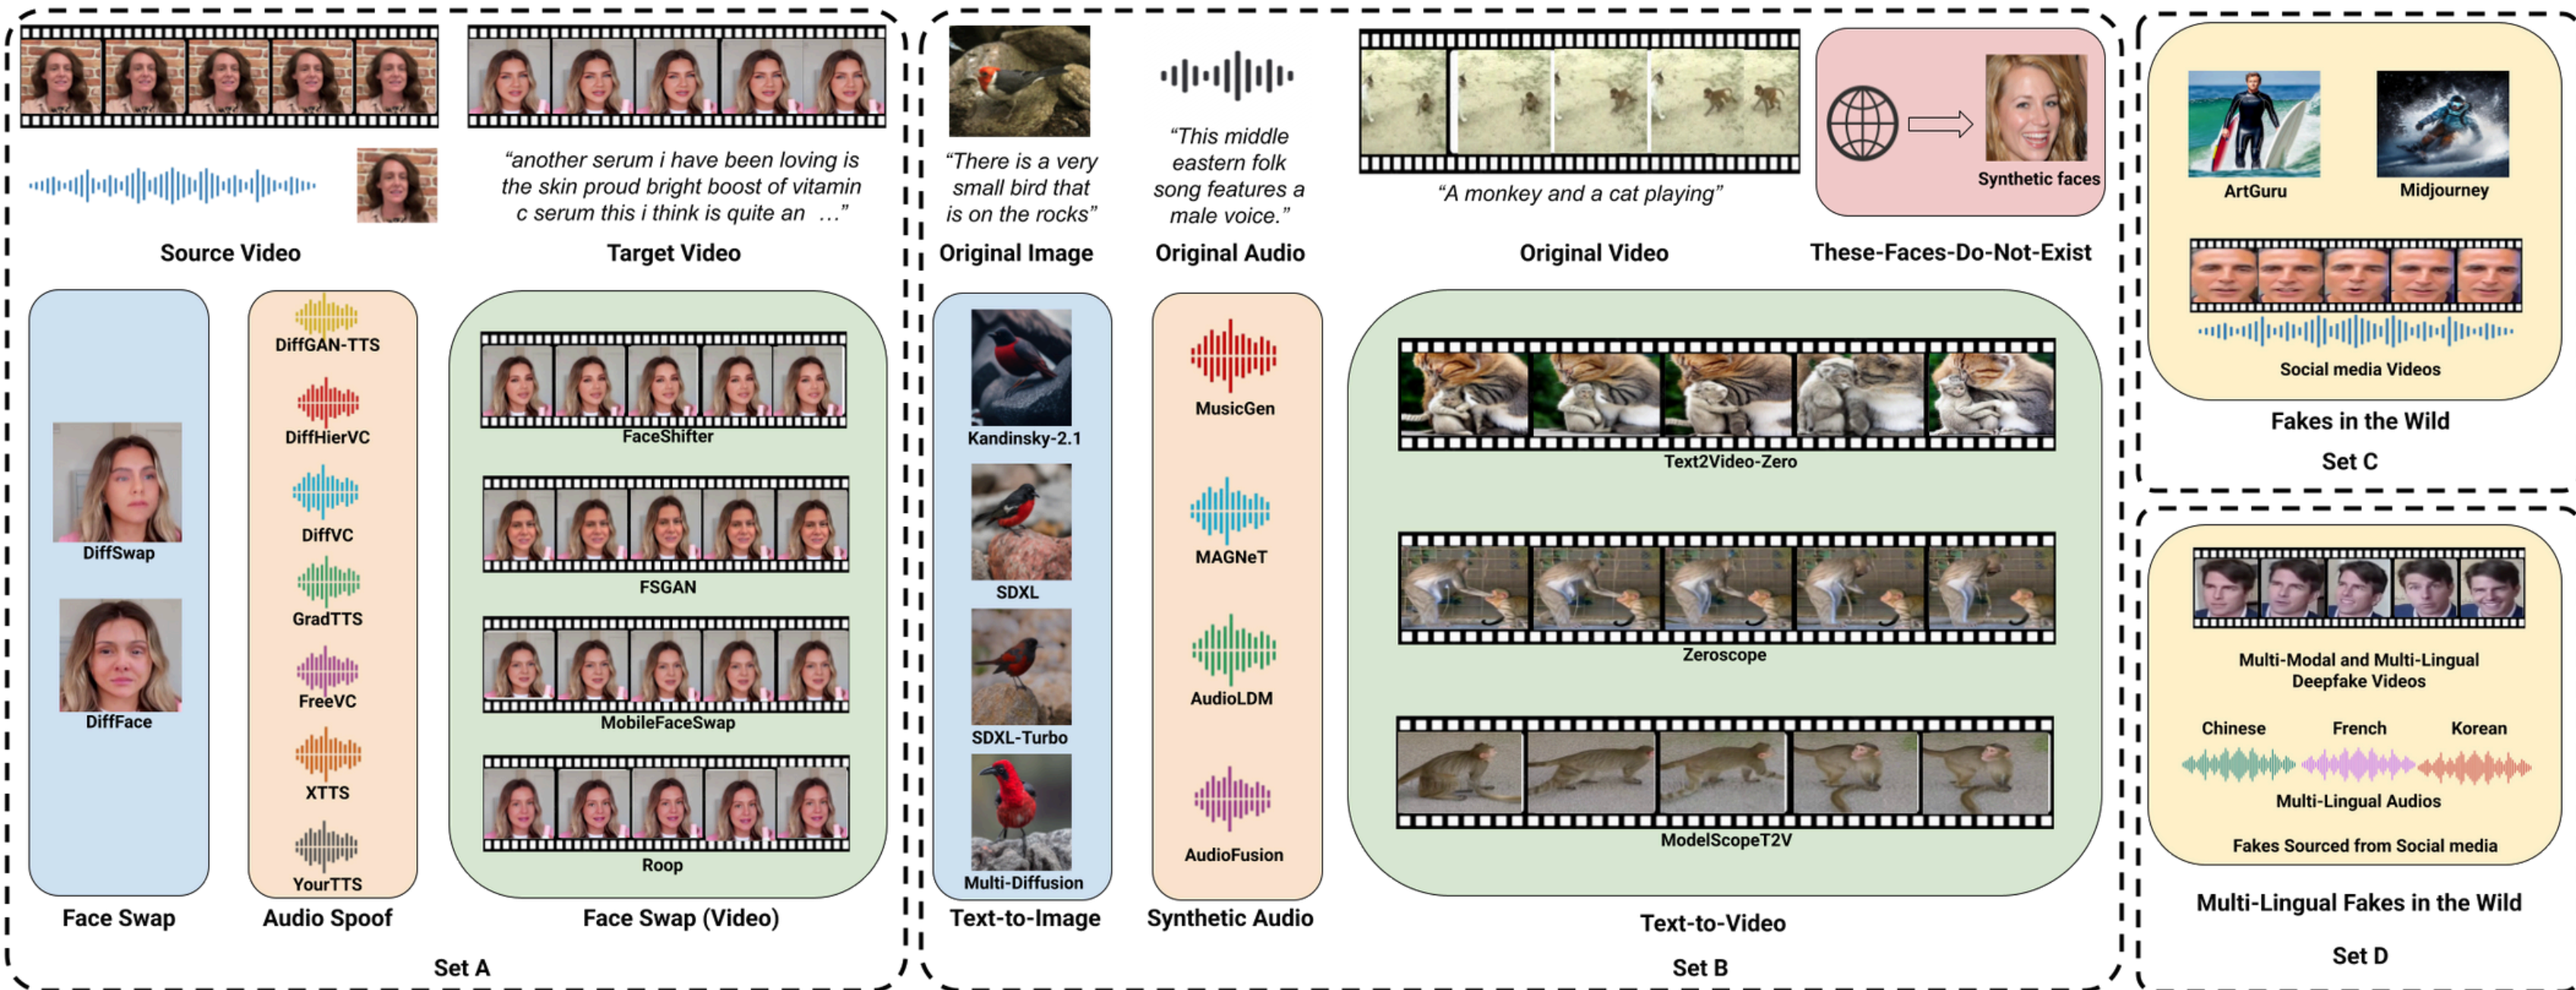 “another serum i have been loving is
the skin proud bright boost of vitamin
c serum this i think is quite an …”
Source Video
Target Video
DiffSwap
DiffFace
Face Swap
DiffGAN-TTS
DiffHierVC
DiffVC
GradTTS
FreeVC
XTTS
YourTTS
Audio Spoof
FaceShifter
FSGAN
MobileFaceSwap
Roop
Face Swap (Video)
Set A
“There is a very
small bird that
is on the rocks”
Original Image
“This middle
eastern folk
song features a
male voice.”
Original Audio
“A monkey and a cat playing”
Original Video
Synthetic faces
These-Faces-Do-Not-Exist
Kandinsky-2.1
SDXL
SDXL-Turbo
Multi-Diffusion
Text-to-Image
MusicGen
MAGNeT
AudioLDM
AudioFusion
Synthetic Audio
Text2Video-Zero
Zeroscope
ModelScopeT2V
Text-to-Video
Set B
ArtGuru
Midjourney
Social media Videos
Fakes in the Wild
Set C
Multi-Modal and Multi-Lingual
Deepfake Videos
Chinese
French
Korean
Multi-Lingual Audios
Fakes Sourced from Social media
Multi-Lingual Fakes in the Wild
Set D